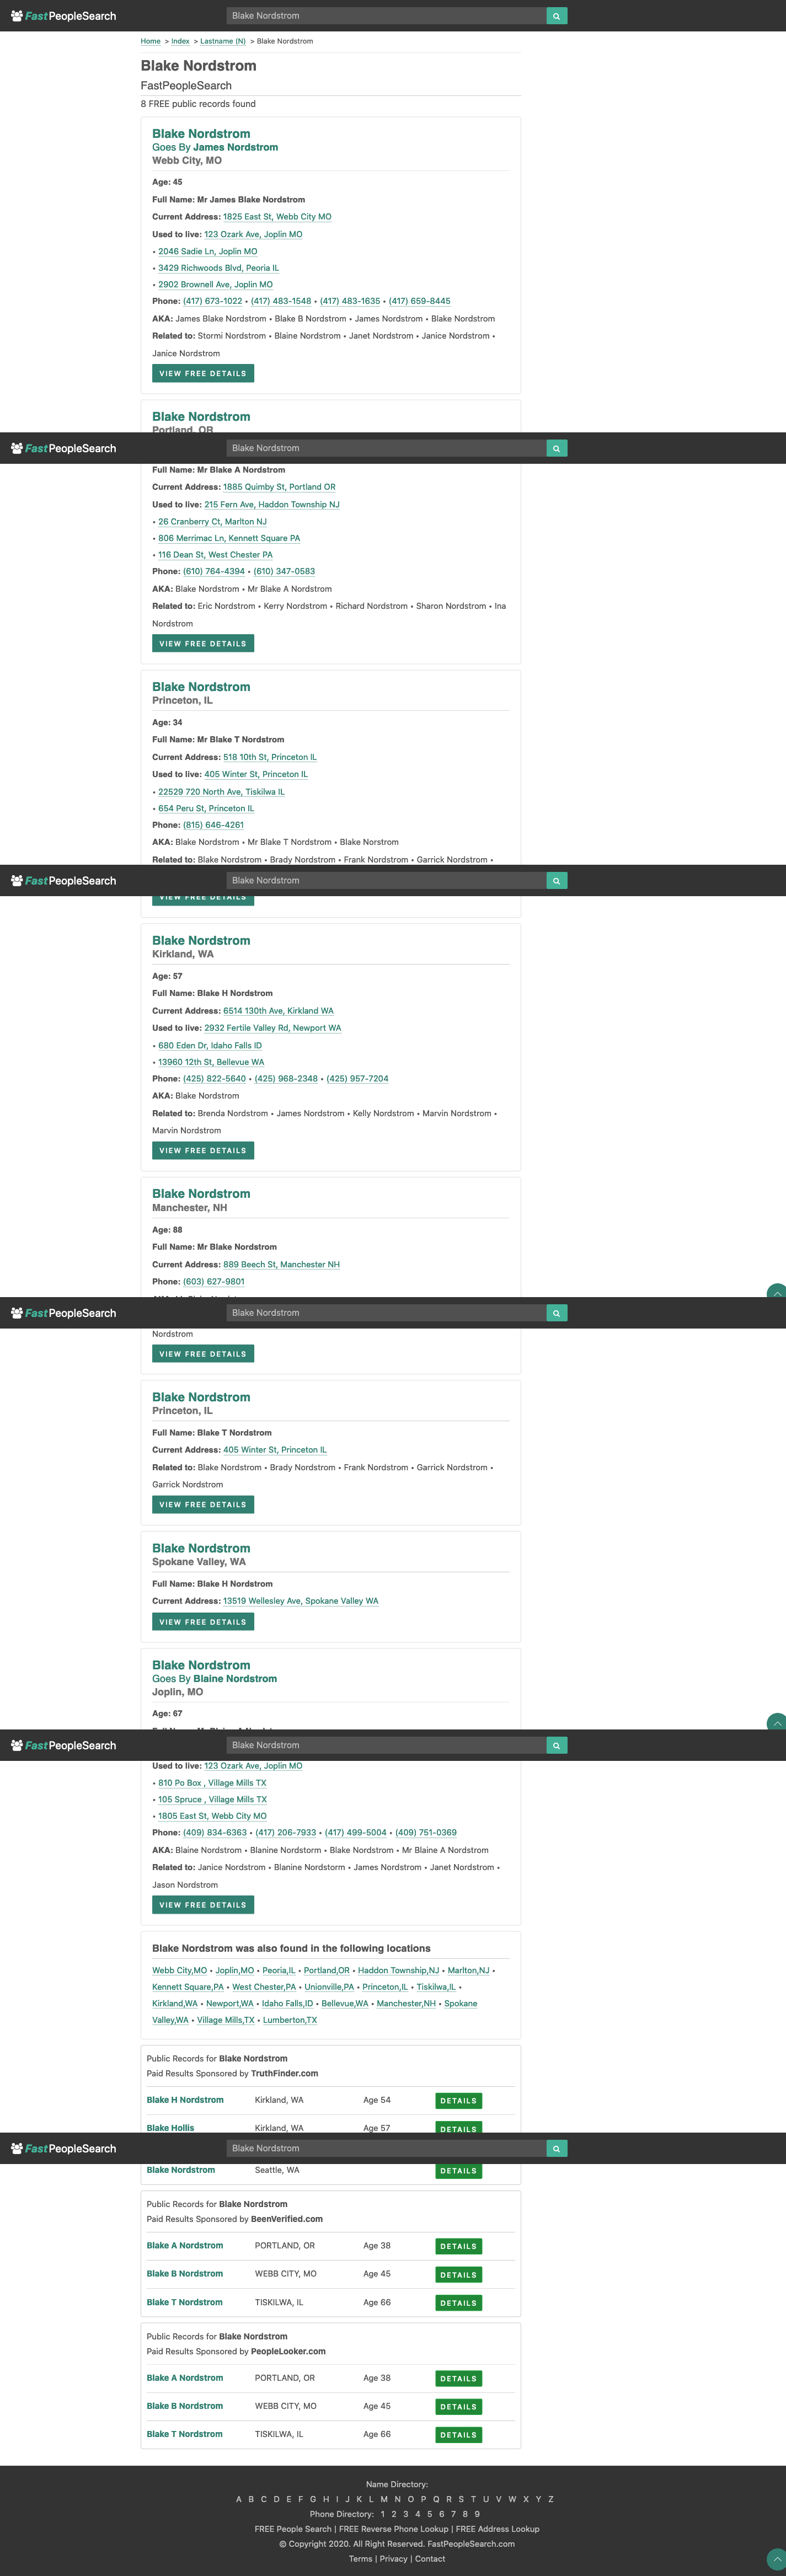 FastPeopleSearch
Blake Nordstrom
Home > Index > Lastname (N) > Blake Nordstrom
Blake Nordstrom
FastPeopleSearch
8 FREE public records found
Blake Nordstrom
Goes By James Nordstrom
Webb City, MO
Age: 45
Full Name: Mr James Blake Nordstrom
Current Address: 1825 East St, Webb City MO
Used to live: 123 Ozark Ave, Joplin MO
• 2046 Sadie Ln, Joplin MO
• 3429 Richwoods Blvd, Peoria IL
• 2902 Brownell Ave, Joplin MO
Phone: (417) 673-1022 • (417) 483-1548 • (417) 483-1635 • (417) 659-8445
AKA: James Blake Nordstrom • Blake B Nordstrom • James Nordstrom • Blake Nordstrom
Related to: Stormi Nordstrom • Blaine Nordstrom • Janet Nordstrom • Janice Nordstrom •
Janice Nordstrom
VIEW FREE DETAILS
Blake Nordstrom
Portland, OR
FastPeopleSearch
Blake Nordstrom
Full Name: Mr Blake A Nordstrom
Current Address: 1885 Quimby St, Portland OR
Used to live: 215 Fern Ave, Haddon Township NJ
• 26 Cranberry Ct, Marlton NJ
• 806 Merrimac Ln, Kennett Square PA
• 116 Dean St, West Chester PA
Phone: (610) 764-4394 • (610) 347-0583
AKA: Blake Nordstrom • Mr Blake A Nordstrom
Related to: Eric Nordstrom • Kerry Nordstrom • Richard Nordstrom • Sharon Nordstrom • Ina
Nordstrom
VIEW FREE DETAILS
Blake Nordstrom
Princeton, IL
Age: 34
Full Name: Mr Blake T Nordstrom
Current Address: 518 10th St, Princeton IL
Used to live: 405 Winter St, Princeton IL
• 22529 720 North Ave, Tiskilwa IL
• 654 Peru St, Princeton IL
Phone: (815) 646-4261
AKA: Blake Nordstrom • Mr Blake T Nordstrom • Blake Norstrom
Related to: Blake Nordstrom • Brady Nordstrom • Frank Nordstrom • Garrick Nordstrom •
FastPeopleSearch
Blake Nordstrom
VIEW FREE DETAILS
Blake Nordstrom
Kirkland, WA
Age: 57
Full Name: Blake H Nordstrom
Current Address: 6514 130th Ave, Kirkland WA
Used to live: 2932 Fertile Valley Rd, Newport WA
• 680 Eden Dr, Idaho Falls ID
• 13960 12th St, Bellevue WA
Phone: (425) 822-5640 • (425) 968-2348 • (425) 957-7204
AKA: Blake Nordstrom
Related to: Brenda Nordstrom • James Nordstrom • Kelly Nordstrom • Marvin Nordstrom •
Marvin Nordstrom
VIEW FREE DETAILS
Blake Nordstrom
Manchester, NH
Age: 88
Full Name: Mr Blake Nordstrom
Current Address: 889 Beech St, Manchester NH
Phone: (603) 627-9801
FastPeopleSearch
Blake Nordstrom
Nordstrom
VIEW FREE DETAILS
Blake Nordstrom
Princeton, IL
Full Name: Blake T Nordstrom
Current Address: 405 Winter St, Princeton IL
Related to: Blake Nordstrom • Brady Nordstrom • Frank Nordstrom • Garrick Nordstrom •
Garrick Nordstrom
VIEW FREE DETAILS
Blake Nordstrom
Spokane Valley, WA
Full Name: Blake H Nordstrom
Current Address: 13519 Wellesley Ave, Spokane Valley WA
VIEW FREE DETAILS
Blake Nordstrom
Goes By Blaine Nordstrom
Joplin, MO
Age: 67
FastPeopleSearch
Blake Nordstrom
Used to live: 123 Ozark Ave, Joplin MO
• 810 Po Box , Village Mills TX
• 105 Spruce , Village Mills TX
• 1805 East St, Webb City MO
Phone: (409) 834-6363 • (417) 206-7933 • (417) 499-5004 • (409) 751-0369
AKA: Blaine Nordstrom • Blanine Nordstorm • Blake Nordstrom • Mr Blaine A Nordstrom
Related to: Janice Nordstrom • Blanine Nordstorm • James Nordstrom • Janet Nordstrom •
Jason Nordstrom
VIEW FREE DETAILS
Blake Nordstrom was also found in the following locations
Webb City,MO • Joplin,MO • Peoria,IL • Portland,OR • Haddon Township,NJ • Marlton,NJ •
Kennett Square,PA • West Chester,PA • Unionville,PA • Princeton,IL • Tiskilwa,IL •
Kirkland,WA • Newport,WA • Idaho Falls,ID • Bellevue,WA • Manchester,NH • Spokane
Valley,WA • Village Mills,TX • Lumberton,TX
Public Records for Blake Nordstrom
Paid Results Sponsored by TruthFinder.com
Blake H Nordstrom Kirkland, WA Age 54 DETAILS
Blake Hollis Kirkland, WA Age 57 DETAILS
FastPeopleSearch
Blake Nordstrom
Blake Nordstrom Seattle, WA DETAILS
Public Records for Blake Nordstrom
Paid Results Sponsored by BeenVerified.com
Blake A Nordstrom PORTLAND, OR Age 38 DETAILS
Blake B Nordstrom WEBB CITY, MO Age 45 DETAILS
Blake T Nordstrom TISKILWA, IL Age 66 DETAILS
Public Records for Blake Nordstrom
Paid Results Sponsored by PeopleLooker.com
Blake A Nordstrom PORTLAND, OR Age 38 DETAILS
Blake B Nordstrom WEBB CITY, MO Age 45 DETAILS
Blake T Nordstrom TISKILWA, IL Age 66 DETAILS
Name Directory:
A B C D E F G H I J K L M N O P Q R S T U V W X Y Z
Phone Directory: 1 2 3 4 5 6 7 8 9
FREE People Search | FREE Reverse Phone Lookup | FREE Address Lookup
© Copyright 2020. All Right Reserved. FastPeopleSearch.com
Terms | Privacy | Contact